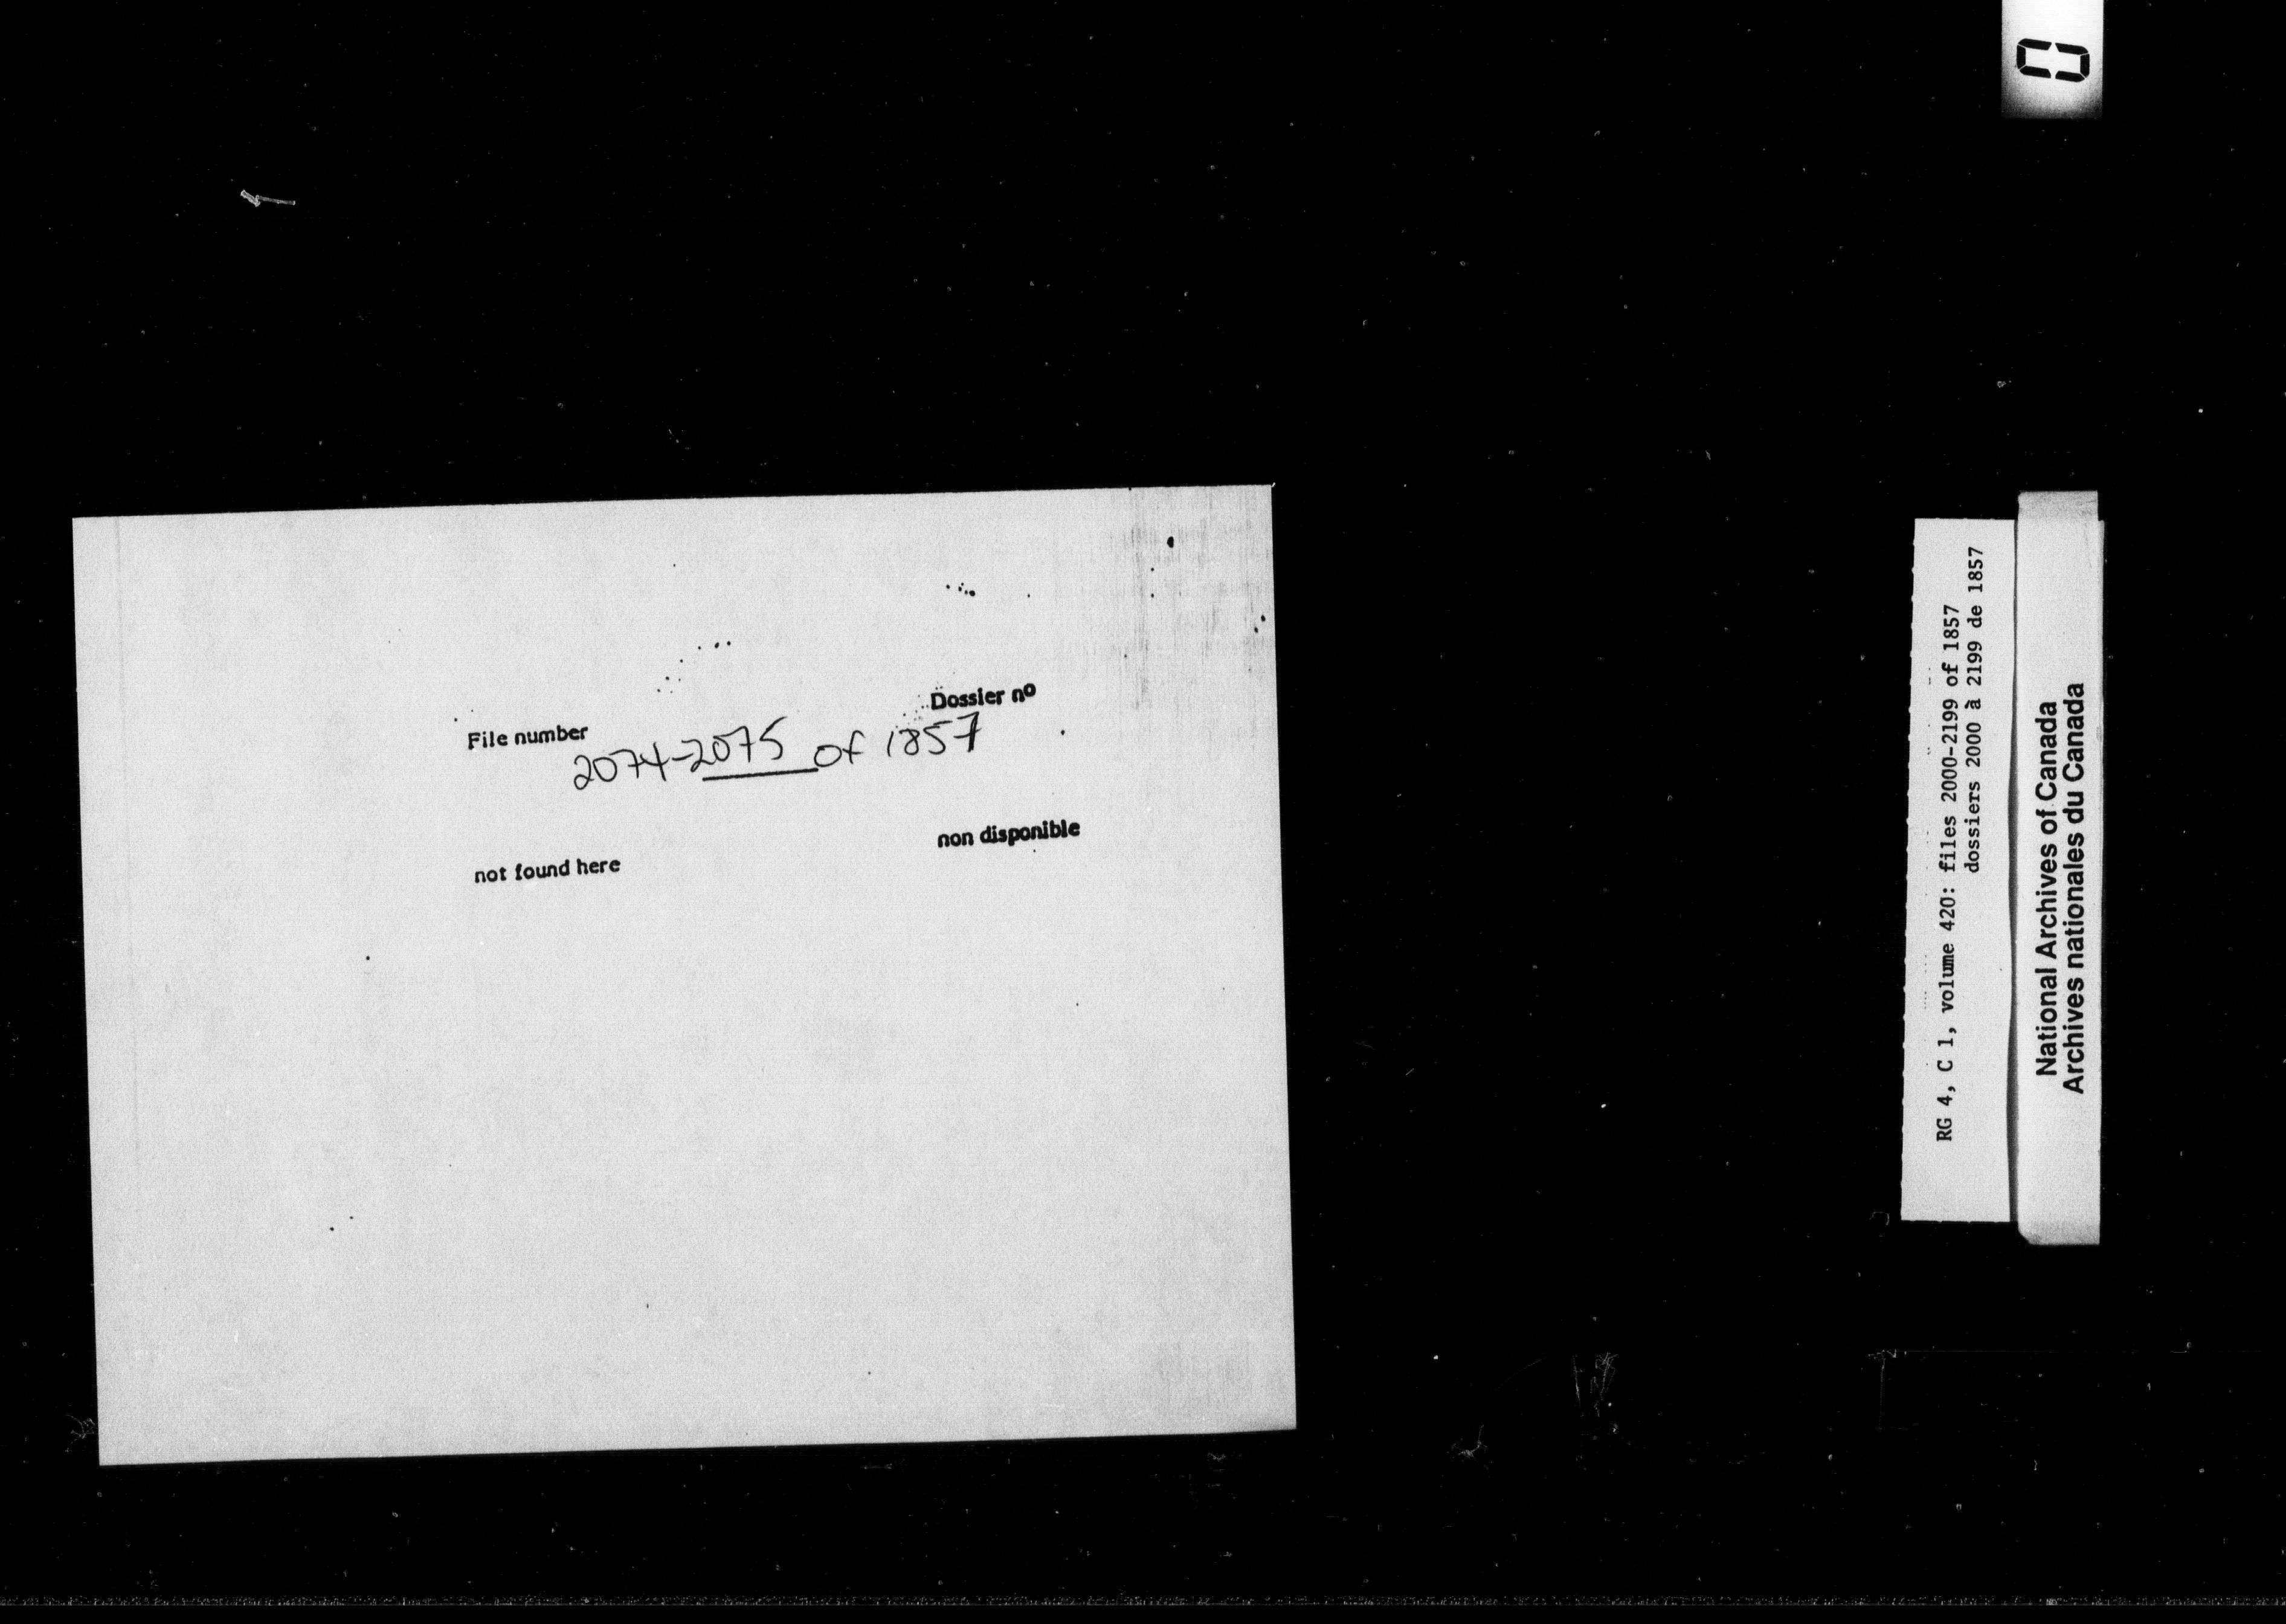 File number
Dossier nº
2074-2075 of 1857
not found here
non disponible
RG 4, C 1, volume 420: files 2000-2199 of 1857
dossiers 2000 à 2199 de 1857
National Archives of Canada
Archives nationales du Canada
0